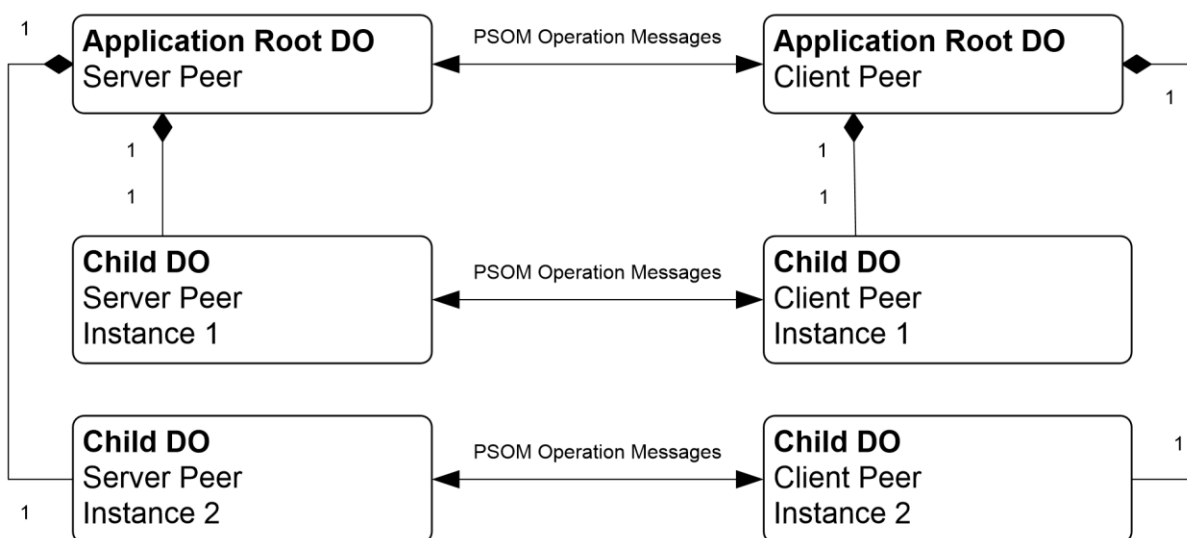 1
Application Root DO
Server Peer
PSOM Operation Messages
Application Root DO
Client Peer
1
1
1
1
1
Child DO
Server Peer
Instance 1
PSOM Operation Messages
Child DO
Client Peer
Instance 1
Child DO
Server Peer
Instance 2
PSOM Operation Messages
Child DO
Client Peer
Instance 2
1
1